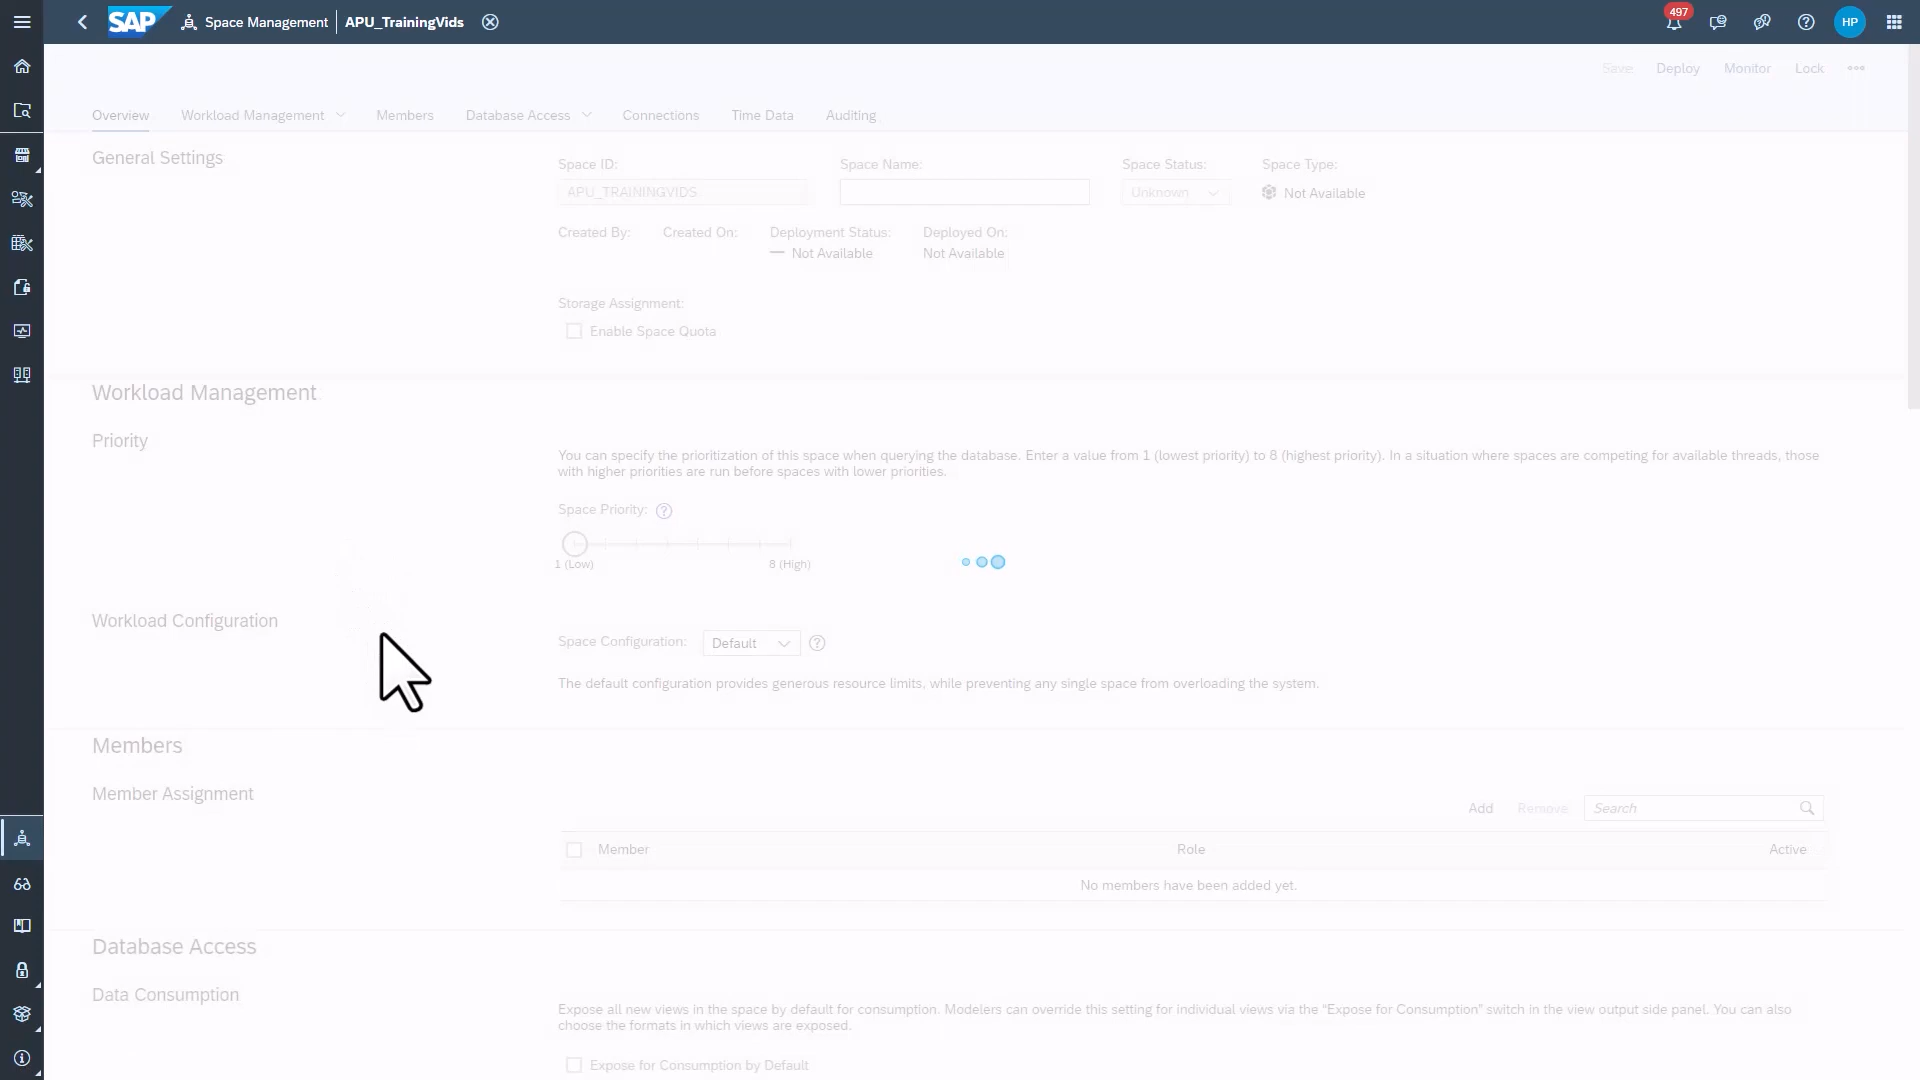 SAP Space Management APU_TrainingVids 497 HP
Save Deploy Monitor Lock
Overview Workload Management Members Database Access Connections Time Data Auditing
General Settings
Space ID: Space Name: Space Status: Space Type:
APU_TRAININGVIDS Unknown Not Available
Created By: Created On: Deployment Status: Deployed On:
Not Available Not Available
Storage Assignment:
Enable Space Quota
Workload Management
Priority
You can specify the prioritization of this space when querying the database. Enter a value from 1 (lowest priority) to 8 (highest priority). In a situation where spaces are competing for available threads, those
with higher priorities are run before spaces with lower priorities.
Space Priority:
1 (Low) 8 (High)
Workload Configuration
Space Configuration: Default
The default configuration provides generous resource limits, while preventing any single space from overloading the system.
Members
Member Assignment
Add Remove Search
Member Role Active
No members have been added yet.
Database Access
Data Consumption
Expose all new views in the space by default for consumption. Modelers can override this setting for individual views via the “Expose for Consumption” switch in the view output side panel. You can also
choose the formats in which views are exposed.
Expose for Consumption by Default